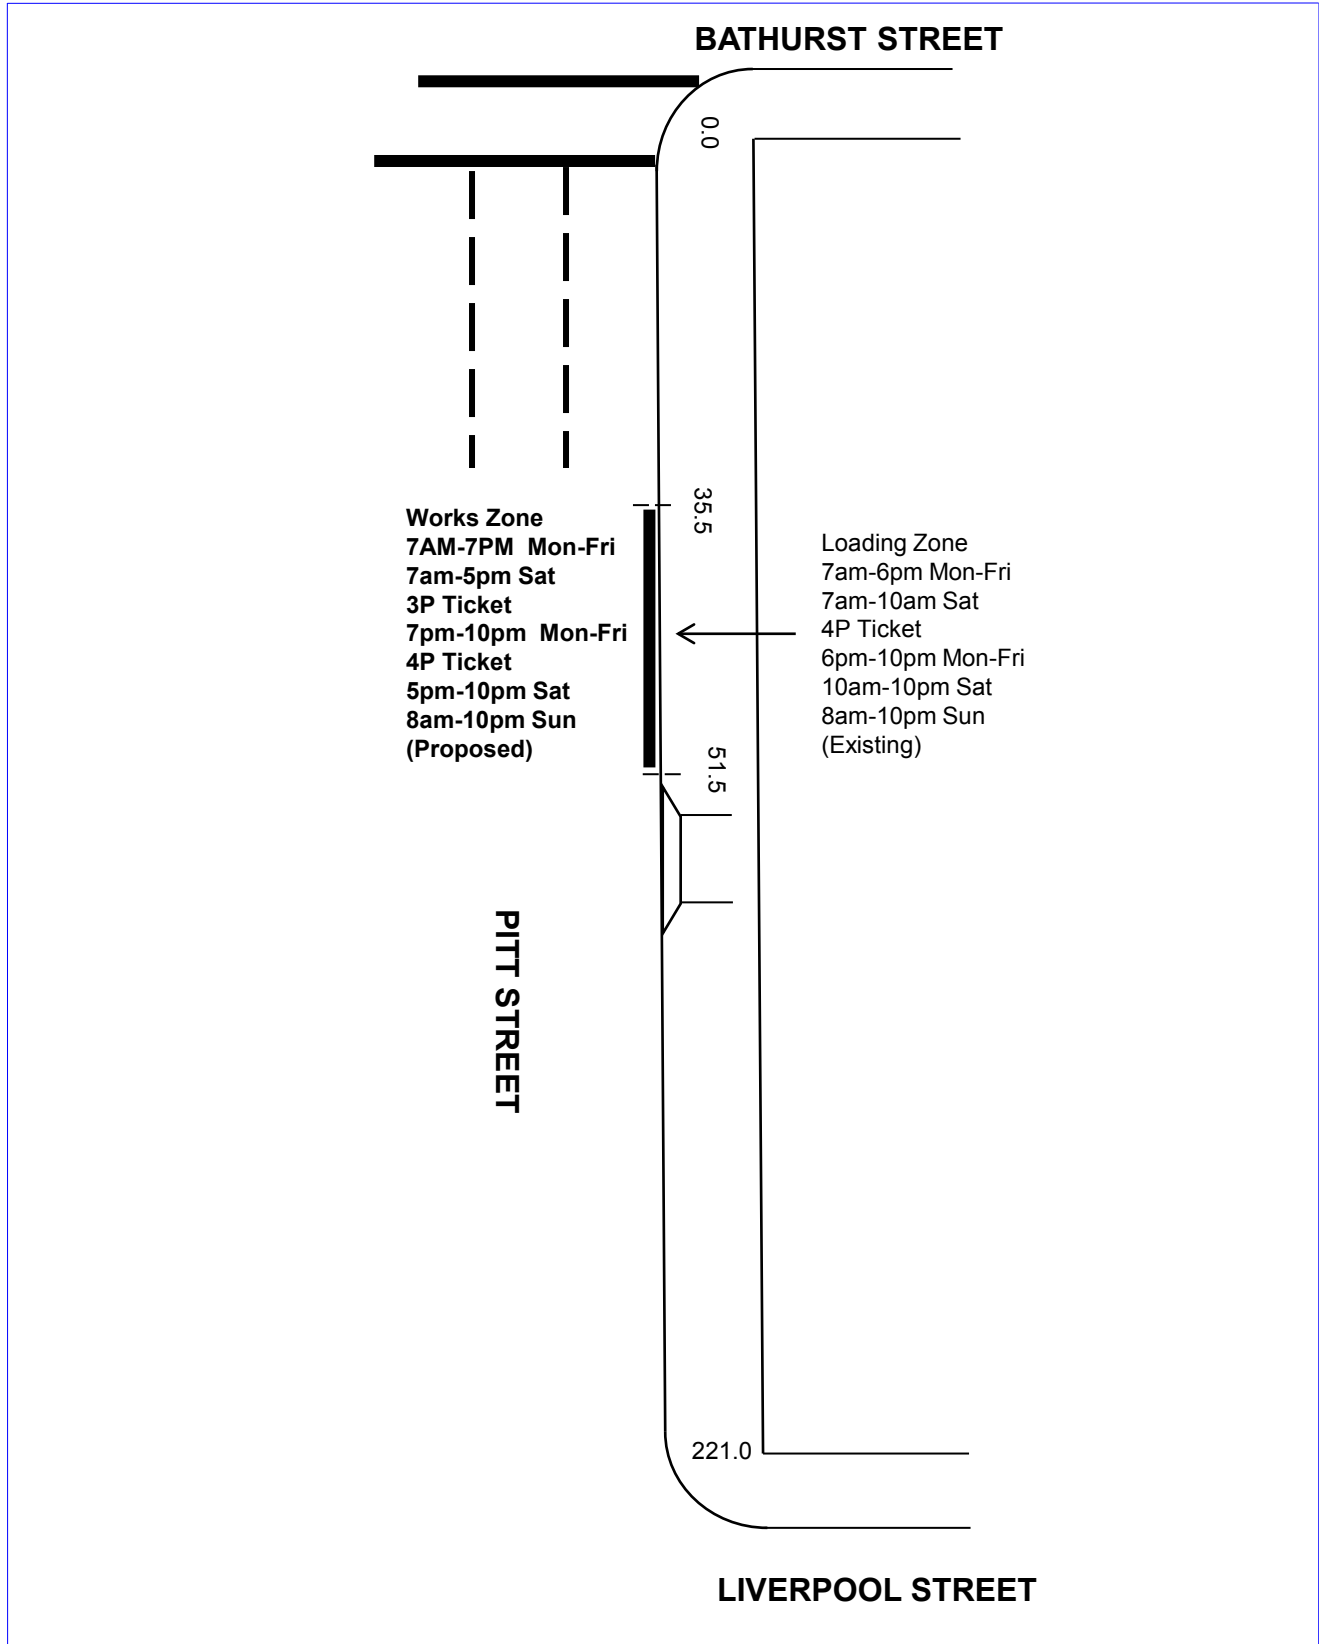 BATHURST STREET
0.0
35.5
Works Zone
7AM-7PM  Mon-Fri
7am-5pm Sat
3P Ticket
7pm-10pm  Mon-Fri
4P Ticket
5pm-10pm Sat
8am-10pm Sun
(Proposed)
Loading Zone
7am-6pm Mon-Fri
7am-10am Sat
4P Ticket
6pm-10pm Mon-Fri
10am-10pm Sat
8am-10pm Sun
(Existing)
51.5
PITT STREET
221.0
LIVERPOOL STREET